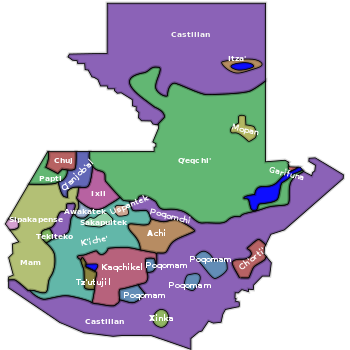 Castilian
Itza'
Mopan
Q'eqchi'
Chuj
Q'anjob'al
Popti
Garifuna
Ixil
Uspantek
Awakatek
Poqomchi
Sipakapense
Sakapultek
Tekiteko
K'iche'
Achi
Mam
Kaqchikel
Poqomam
Poqomam
Ch'orti'
Tz'utujil
Poqomam
Poqomam
Castilian
Xinka